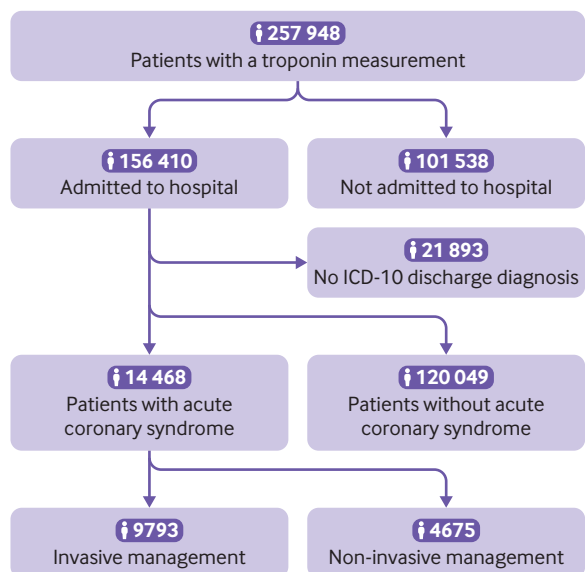 257 948
Patients with a troponin measurement
156 410
Admitted to hospital
101 538
Not admitted to hospital
21 893
No ICD-10 discharge diagnosis
14 468
Patients with acute
coronary syndrome
120 049
Patients without acute
coronary syndrome
9793
Invasive management
4675
Non-invasive management